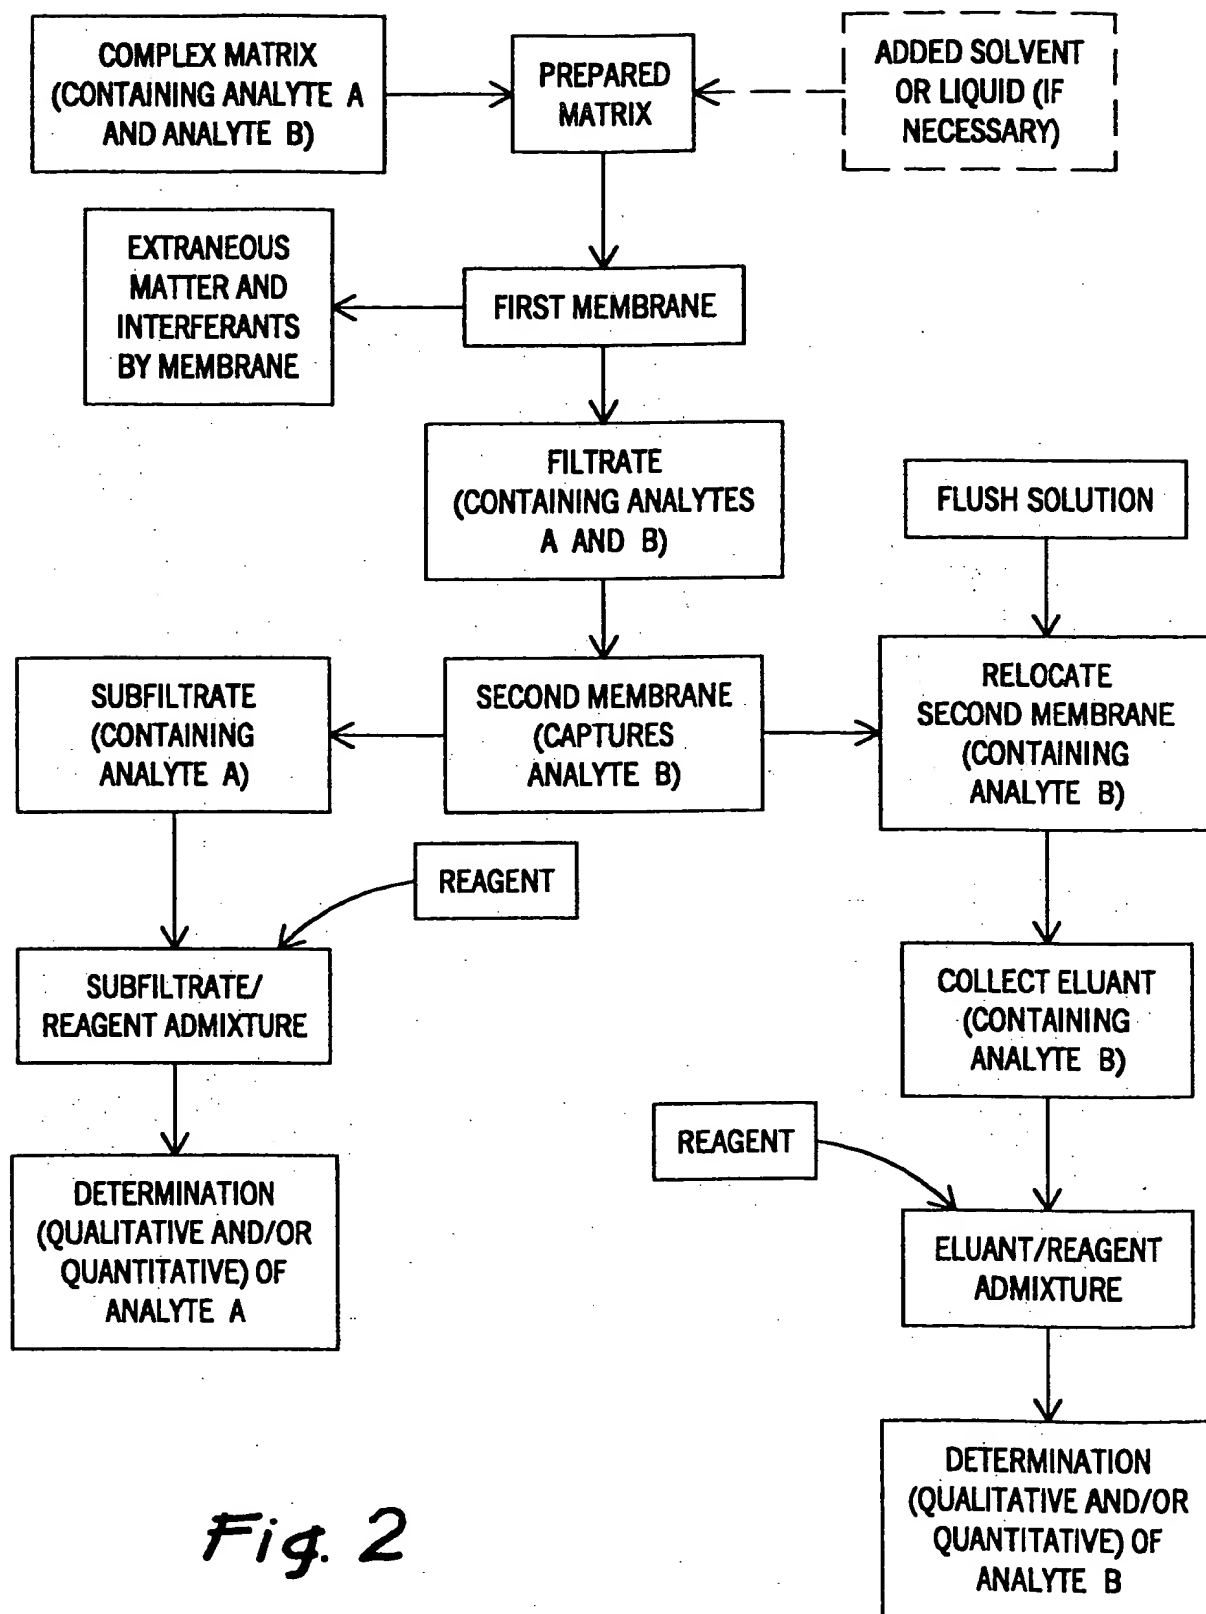 COMPLEX MATRIX
(CONTAINING ANALYTE A
AND ANALYTE B)
PREPARED
MATRIX
ADDED SOLVENT
OR LIQUID (IF
NECESSARY)
EXTRANEOUS
MATTER AND
INTERFERANTS
BY MEMBRANE
FIRST MEMBRANE
FILTRATE
(CONTAINING ANALYTES
A AND B)
FLUSH SOLUTION
SUBFILTRATE
(CONTAINING
ANALYTE A)
SECOND MEMBRANE
(CAPTURES
ANALYTE B)
RELOCATE
SECOND MEMBRANE
(CONTAINING
ANALYTE B)
REAGENT
SUBFILTRATE/
REAGENT ADMIXTURE
COLLECT ELUANT
(CONTAINING
ANALYTE B)
REAGENT
DETERMINATION
(QUALITATIVE AND/OR
QUANTITATIVE) OF
ANALYTE A
ELUANT/REAGENT
ADMIXTURE
DETERMINATION
(QUALITATIVE AND/OR
QUANTITATIVE) OF
ANALYTE B
Fig. 2